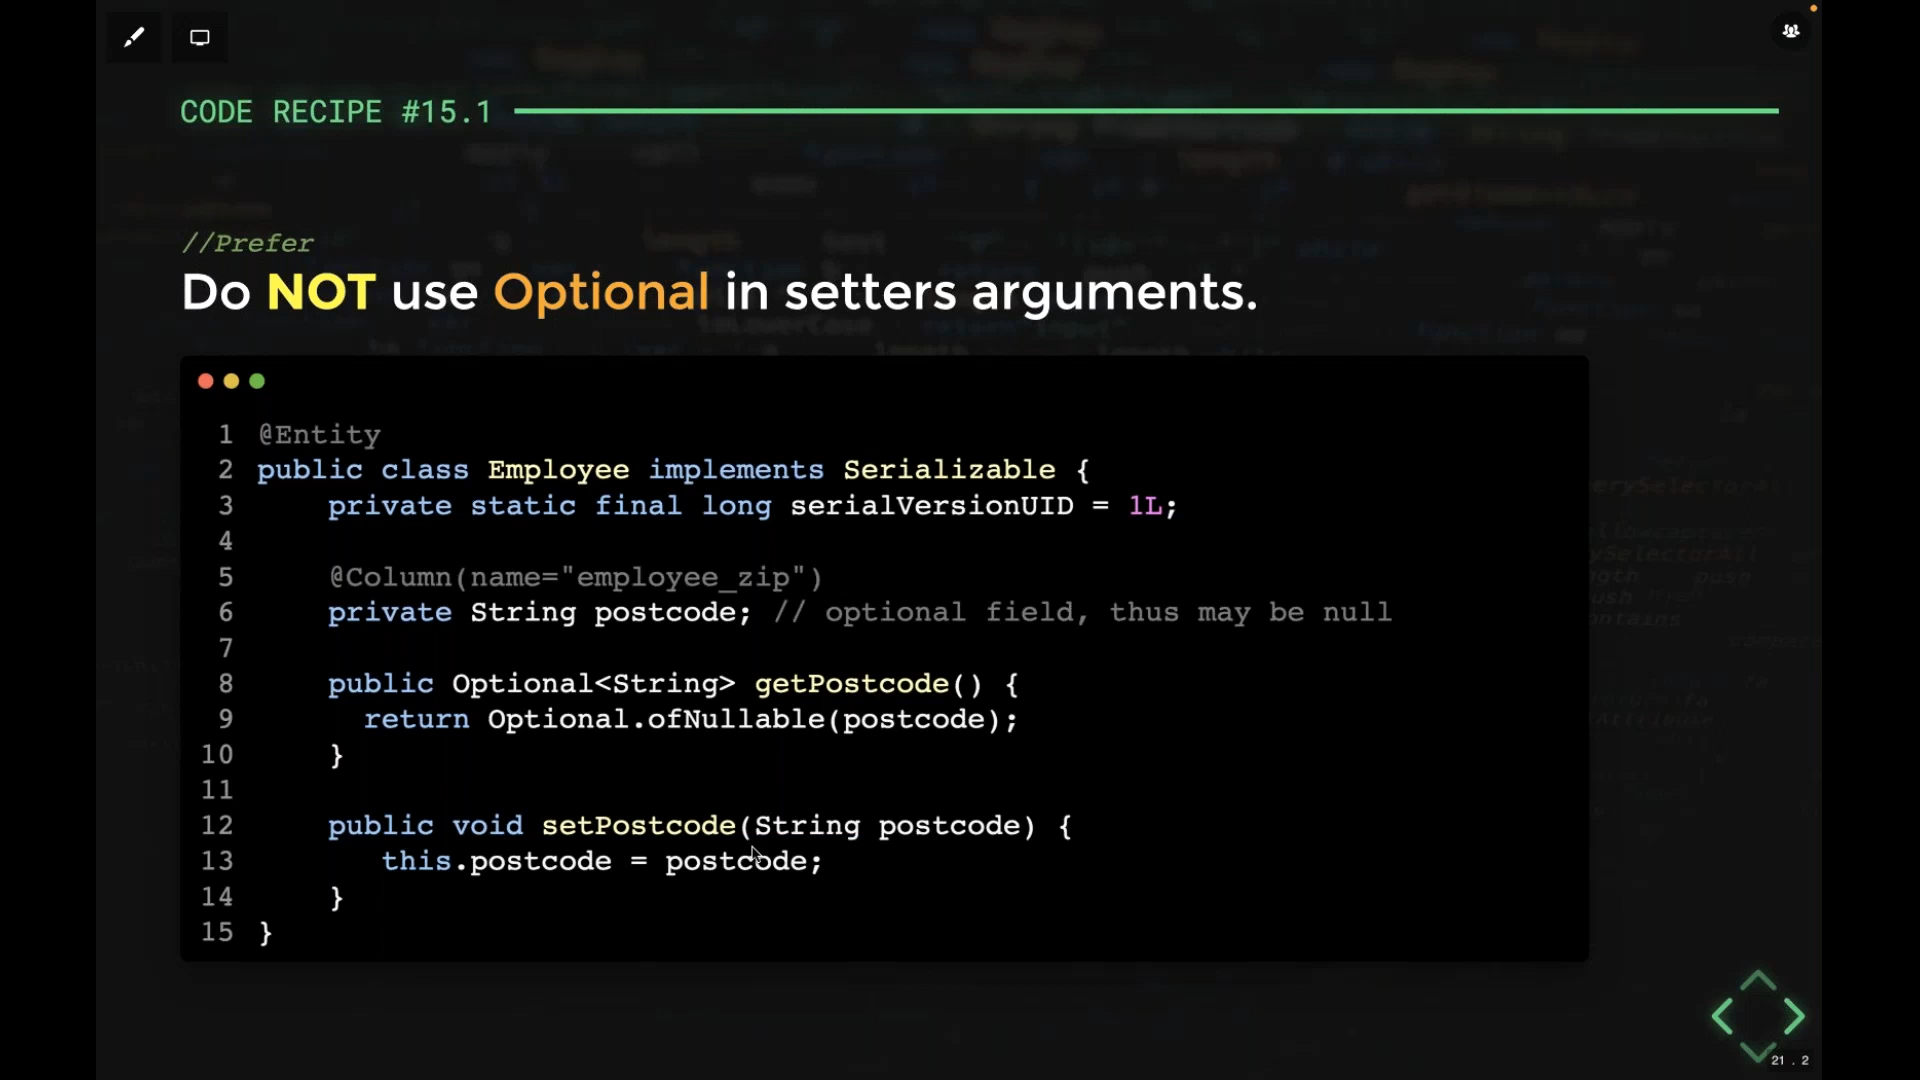 CODE RECIPE #15.1
//Prefer
Do NOT use Optional in setters arguments.
1 @Entity
2 public class Employee implements Serializable {
3 private static final long serialVersionUID = 1L;
4
5 @Column(name="employee_zip")
6 private String postcode; // optional field, thus may be null
7
8 public Optional<String> getPostcode() {
9 return Optional.ofNullable(postcode);
10 }
11
12 public void setPostcode(String postcode) {
13 this.postcode = postcode;
14 }
15 }
21 . 2